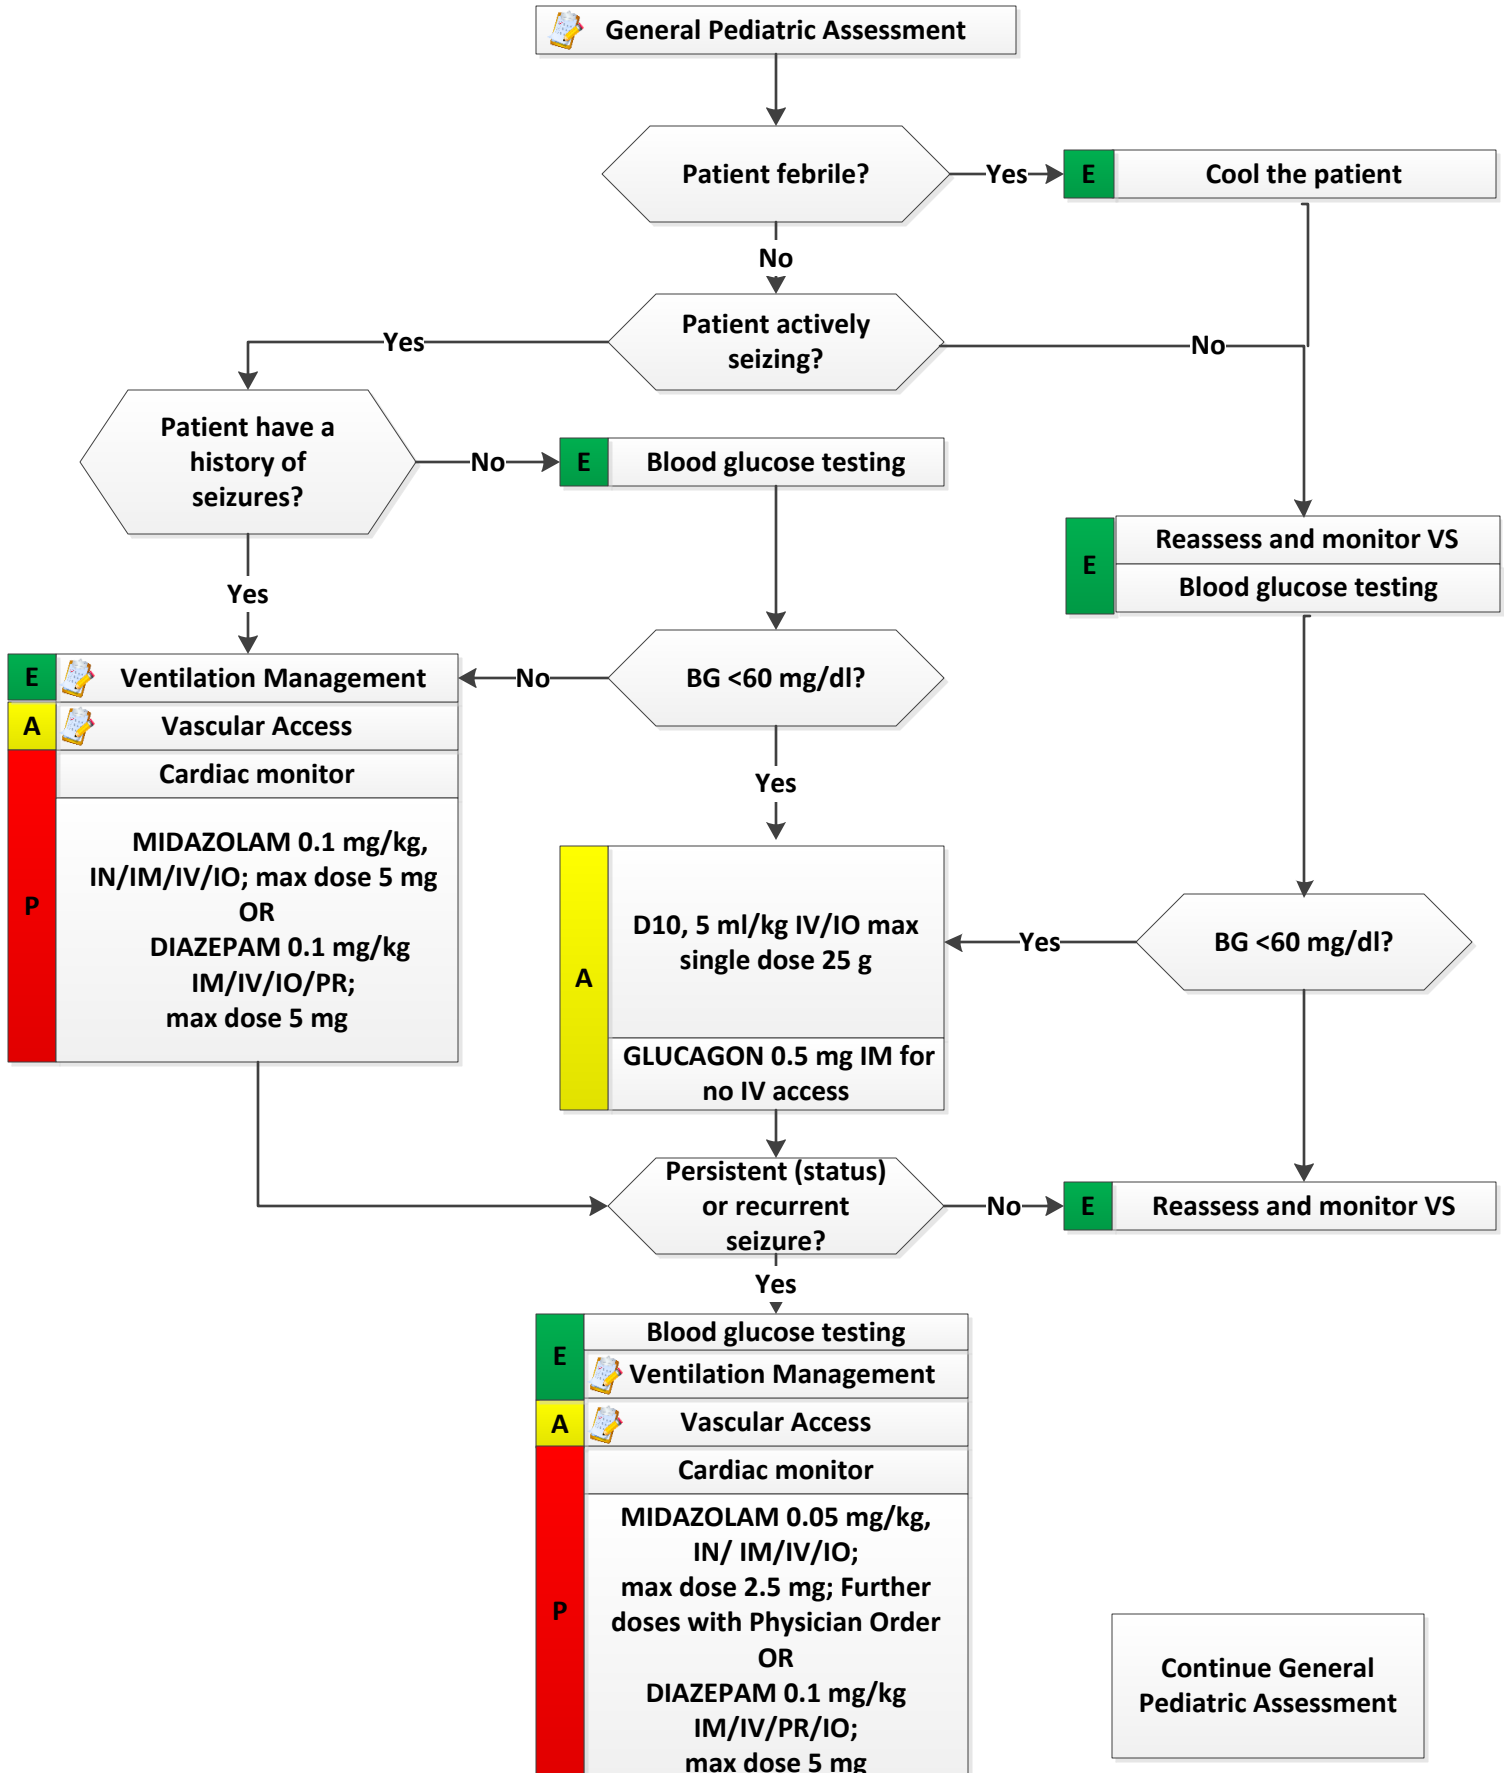 General Pediatric Assessment
Patient febrile?
Yes
E
Cool the patient
No
Patient actively
seizing?
Yes
No
Patient have a
history of
seizures?
No
E
Blood glucose testing
Yes
E
Reassess and monitor VS
Blood glucose testing
E
Ventilation Management
A
Vascular Access
P
Cardiac monitor
MIDAZOLAM 0.1 mg/kg,
IN/IM/IV/IO; max dose 5 mg
OR
DIAZEPAM 0.1 mg/kg
IM/IV/IO/PR;
max dose 5 mg
No
BG <60 mg/dl?
Yes
A
D10, 5 ml/kg IV/IO max
single dose 25 g
GLUCAGON 0.5 mg IM for
no IV access
Yes
BG <60 mg/dl?
Persistent (status)
or recurrent
seizure?
No
E
Reassess and monitor VS
Yes
E
Blood glucose testing
Ventilation Management
A
Vascular Access
P
Cardiac monitor
MIDAZOLAM 0.05 mg/kg,
IN/ IM/IV/IO;
max dose 2.5 mg; Further
doses with Physician Order
OR
DIAZEPAM 0.1 mg/kg
IM/IV/PR/IO;
max dose 5 mg
Continue General
Pediatric Assessment